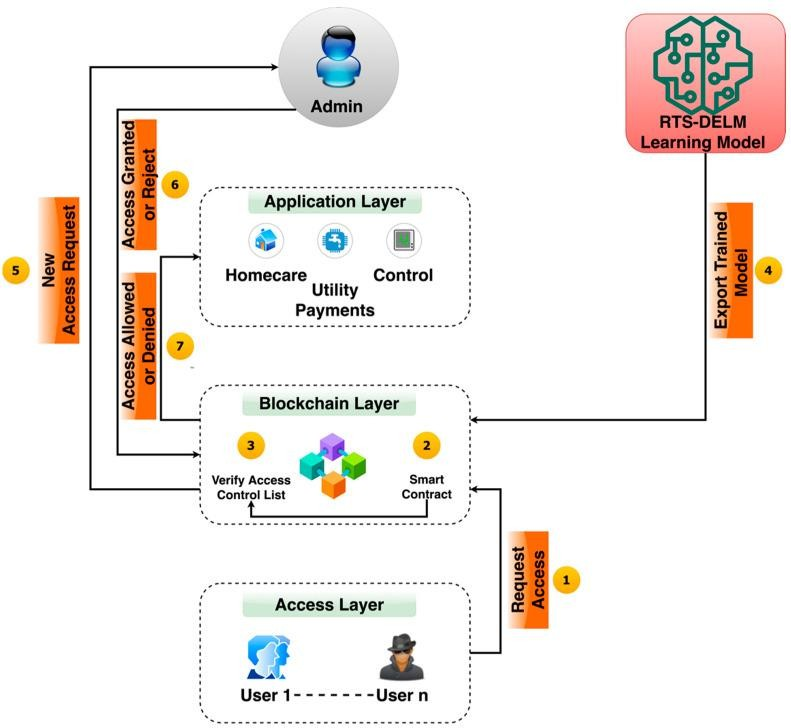 Admin
RTS-DELM
Learning Model
Access Granted
or Reject
6
Application Layer
Homecare
Utility
Payments
Control
5
New
Access Request
Export Trained
Model
4
Access Allowed
or Denied
7
Blockchain Layer
3
2
Verify Access
Control List
Smart
Contract
Request
Access
1
Access Layer
User 1
User n